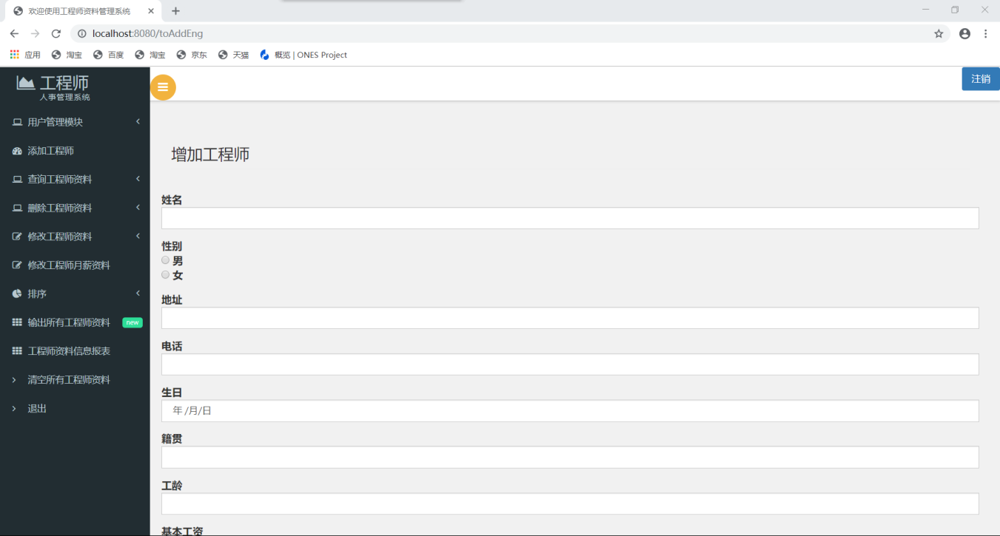 欢迎使用工程师资料管理系统
localhost:8080/toAddEng
应用 淘宝 百度 淘宝 京东 天猫 概览 | ONES Project
工程师
人事管理系统
注销
用户管理模块
添加工程师
查询工程师资料
删除工程师资料
修改工程师资料
修改工程师月薪资料
排序
输出所有工程师资料 new
工程师资料信息报表
清空所有工程师资料
退出
增加工程师
姓名
性别
男
女
地址
电话
生日
年 /月/日
籍贯
工龄
基本工资